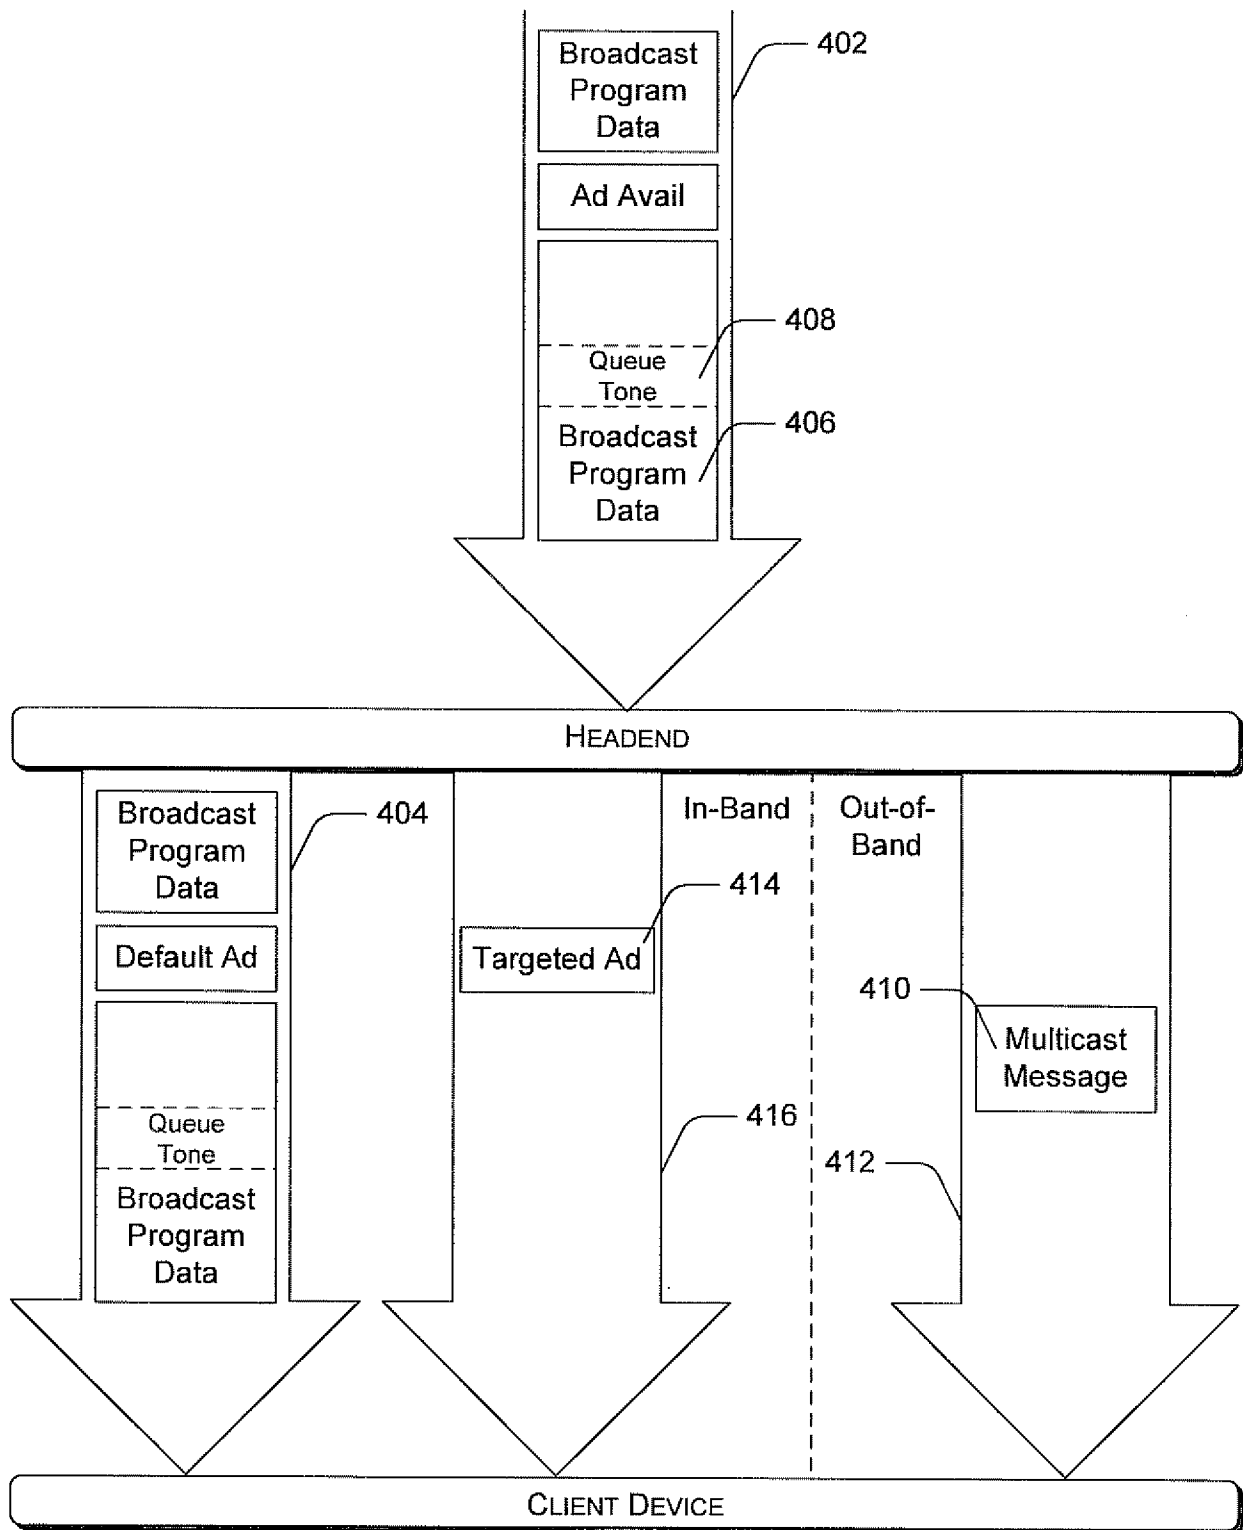 Broadcast
Program
Data
402
Ad Avail
408
Queue
Tone
406
Broadcast
Program
Data
HEADEND
Broadcast
Program
Data
404
In-Band
Out-of-
Band
414
Default Ad
Targeted Ad
410
Multicast
Message
416
Queue
Tone
412
Broadcast
Program
Data
CLIENT DEVICE